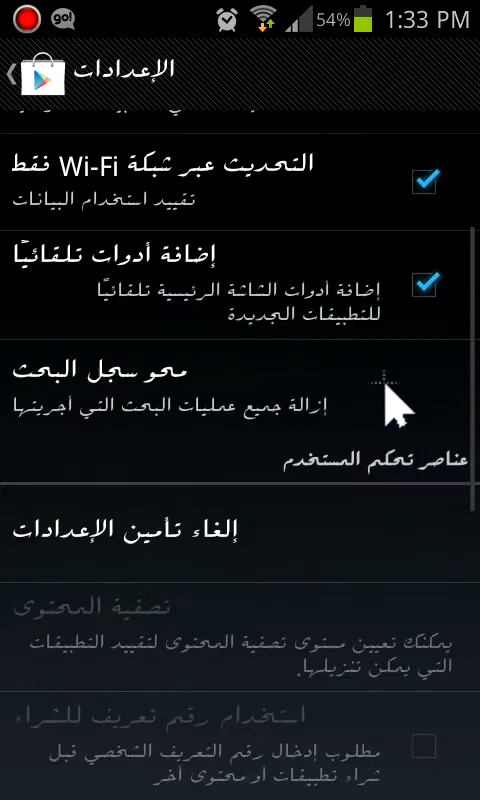 go! 54% 1:33 PM
الإعدادات
التحديث عبر شبكة Wi-Fi فقط
تقييد استخدام البيانات
إضافة أدوات تلقائيًا
إضافة أدوات الشاشة الرئيسية تلقائيًا
للتطبيقات الجديدة
محو سجل البحث
إزالة جميع عمليات البحث التي أجريتها
عناصر تحكم المستخدم
إلغاء تأمين الإعدادات
تصفية المحتوى
يمكنك تعيين مستوى تصفية المحتوى لتقييد التطبيقات
التي يمكن تنزيلها.
استخدام رقم تعريف للشراء
مطلوب إدخال رقم التعريف الشخصي قبل
شراء تطبيقات أو محتوى آخر